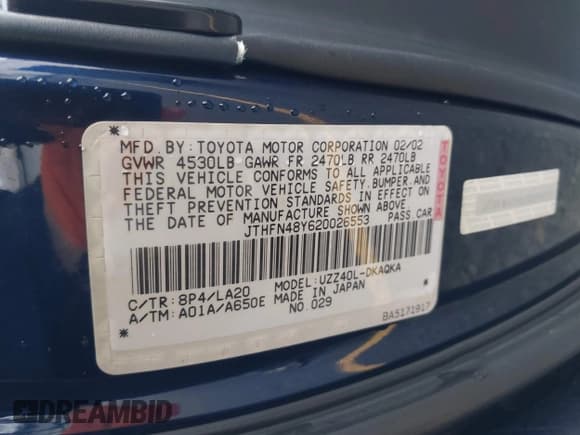 MFD. BY: TOYOTA MOTOR CORPORATION 02/02
GVWR 4530LB GAWR FR 2470LB RR 2470LB
THIS VEHICLE CONFORMS TO ALL APPLICABLE
FEDERAL MOTOR VEHICLE SAFETY, BUMPER, AND
THEFT PREVENTION STANDARDS IN EFFECT ON
THE DATE OF MANUFACTURE SHOWN ABOVE.
JTHFN48Y620026553 PASS. CAR
TOYOTA
C/TR: 8P4/LA20 MODEL: UZZ40L-DKAQKA
A/TM: A01A/A650E MADE IN JAPAN
NO. 029
BA5171917
DREAMBID